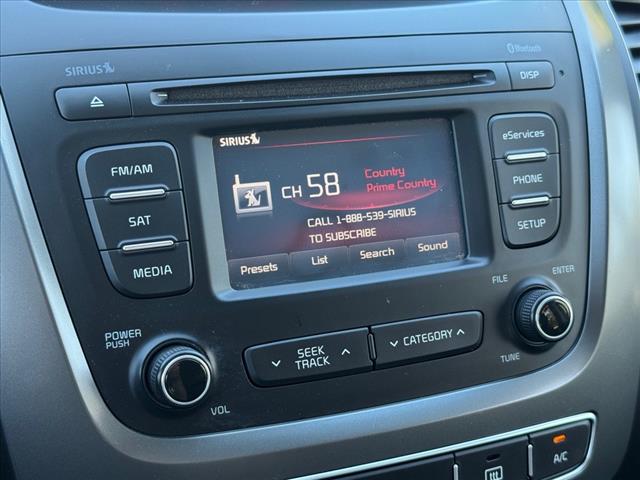 SIRIUS
Bluetooth
DISP
SIRIUS
CH 58
Country
Prime Country
CALL 1-888-539-SIRIUS
TO SUBSCRIBE
Presets List Search Sound
FM/AM
SAT
MEDIA
eServices
PHONE
SETUP
POWER
PUSH
VOL
SEEK
TRACK
CATEGORY
FILE
ENTER
TUNE
A/C